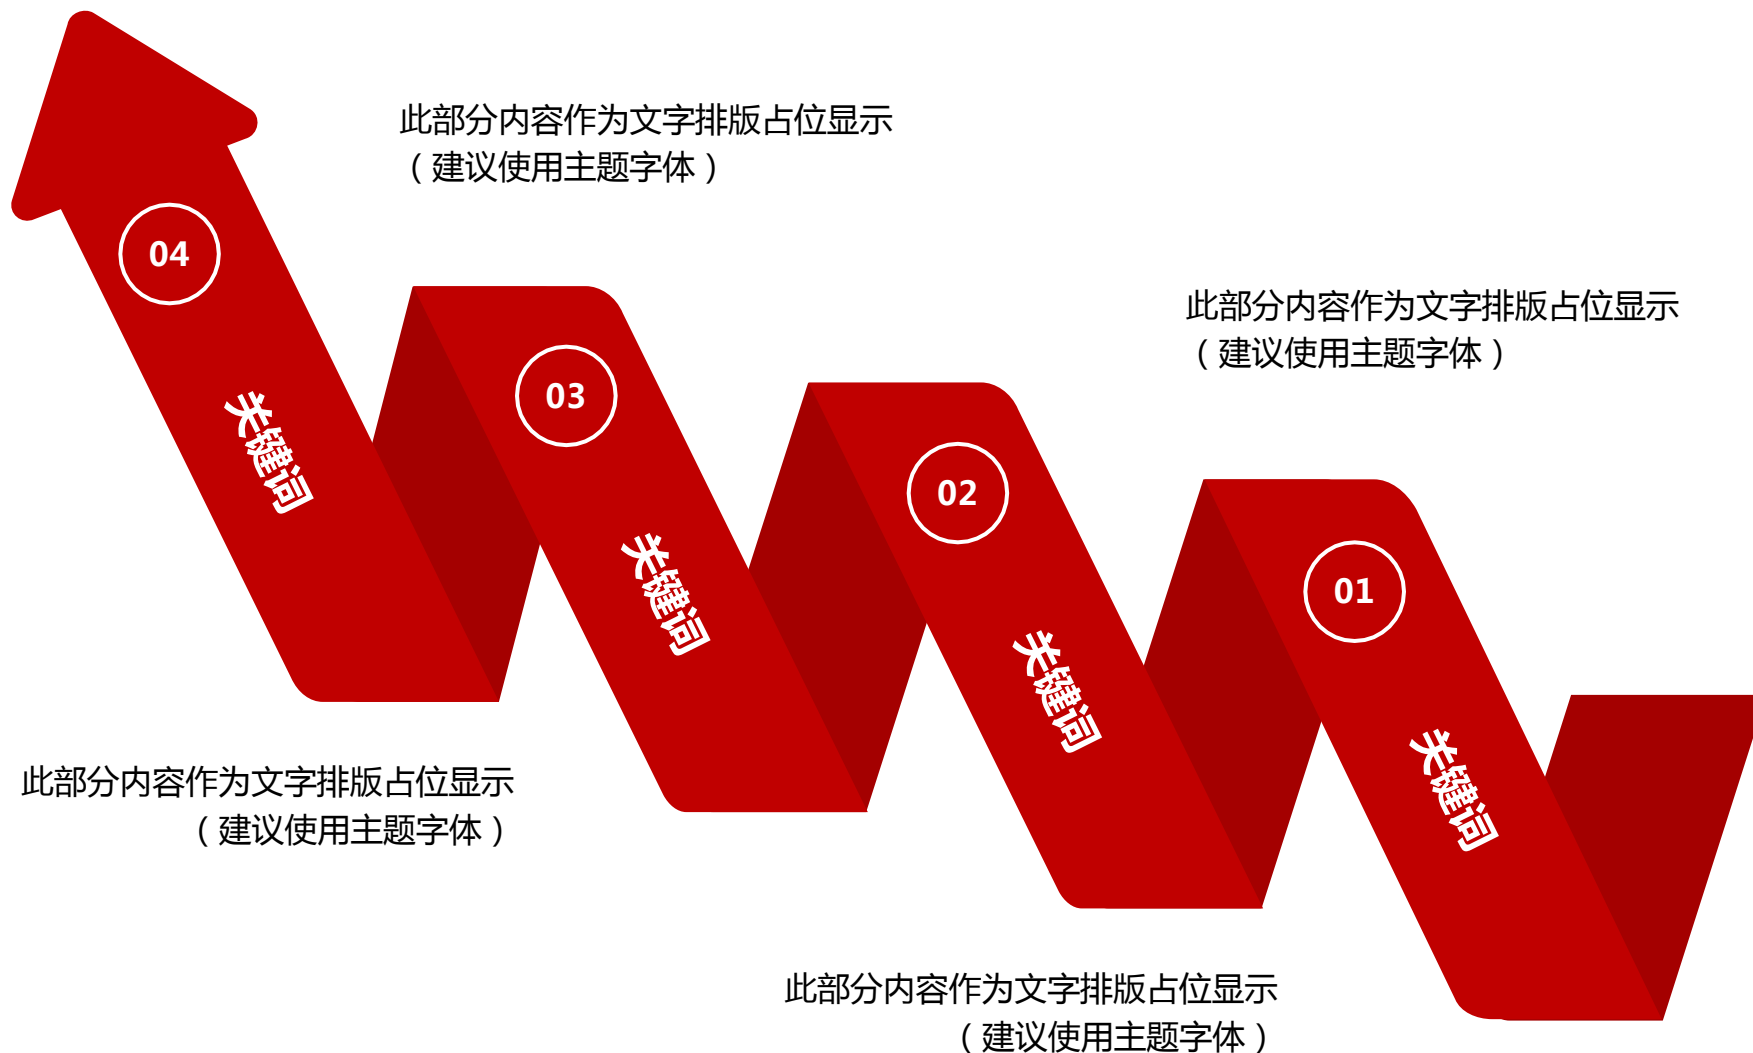 此部分内容作为文字排版占位显示
（建议使用主题字体）
04
关键词
03
关键词
此部分内容作为文字排版占位显示
（建议使用主题字体）
02
关键词
01
关键词
此部分内容作为文字排版占位显示
（建议使用主题字体）
此部分内容作为文字排版占位显示
（建议使用主题字体）